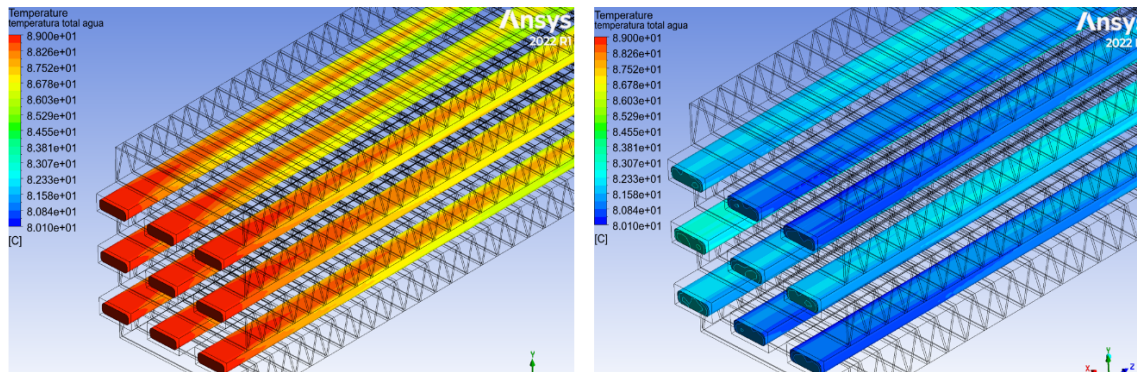 Temperature
temperatura total agua
8.900e+01
8.826e+01
8.752e+01
8.678e+01
8.603e+01
8.529e+01
8.455e+01
8.381e+01
8.307e+01
8.233e+01
8.158e+01
8.084e+01
8.010e+01
[C]
Ansys
2022 R1
Y
Temperature
temperatura total agua
8.900e+01
8.826e+01
8.752e+01
8.678e+01
8.603e+01
8.529e+01
8.455e+01
8.381e+01
8.307e+01
8.233e+01
8.158e+01
8.084e+01
8.010e+01
[C]
Ansys
2022
Y
X
Z